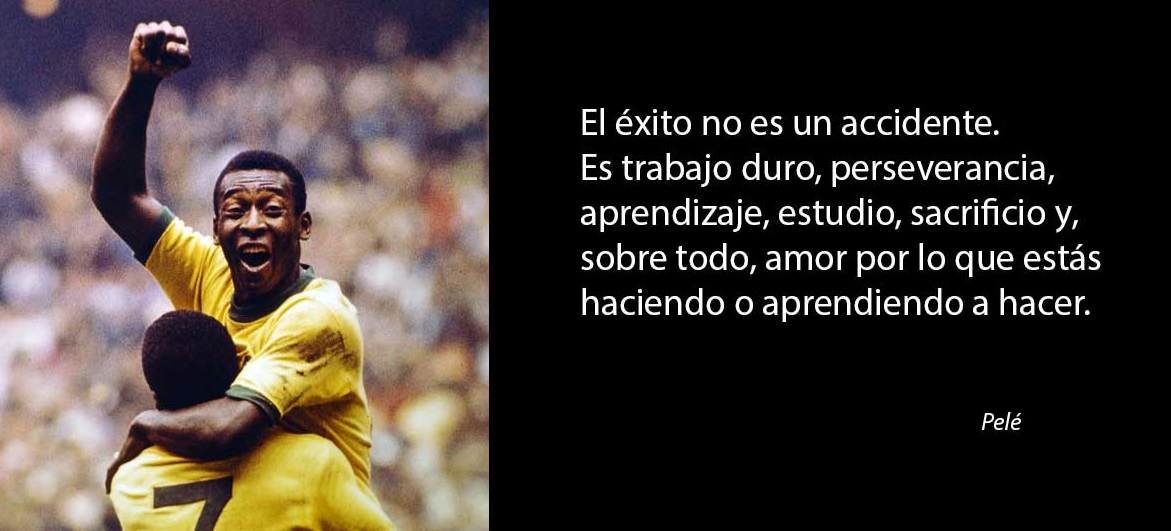 El éxito no es un accidente.
Es trabajo duro, perseverancia,
aprendizaje, estudio, sacrificio y,
sobre todo, amor por lo que estás
haciendo o aprendiendo a hacer.
Pelé
7